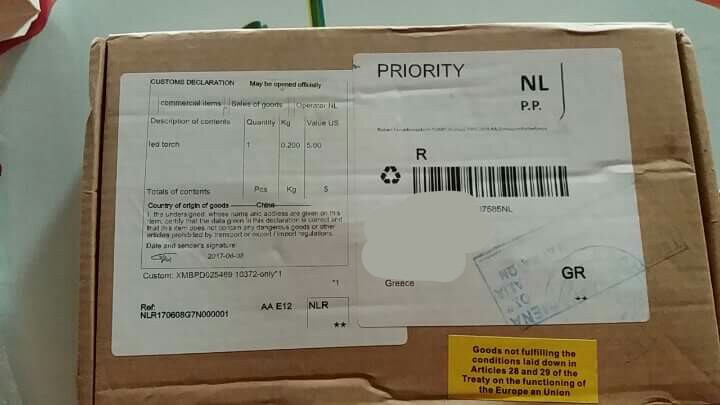 CUSTOMS DECLARATION May be opened officially
commercial items Sales of goods Operator NL
Description of contents Quantity Kg Value US
led torch 1 0.200 5.00
Totals of contents Pcs Kg $
Country of origin of goods China
I, the undersigned, whose name and address are given on this
item, certify that the data given in this declaration is correct and
that this item does not contain any dangerous goods or other
articles prohibited by transport or export / import regulations.
Date and sender's signature:
2017-06-08
Custom: XMBPD025469 10372-only*1
*1
Ref:
NLR170608G7N000001
AA E12 NLR
**
PRIORITY
NL
P.P.
R
17585NL
Greece
GR
**
Goods not fulfilling the
conditions laid down in
Articles 28 and 29 of the
Treaty on the functioning of
the Europe an Union